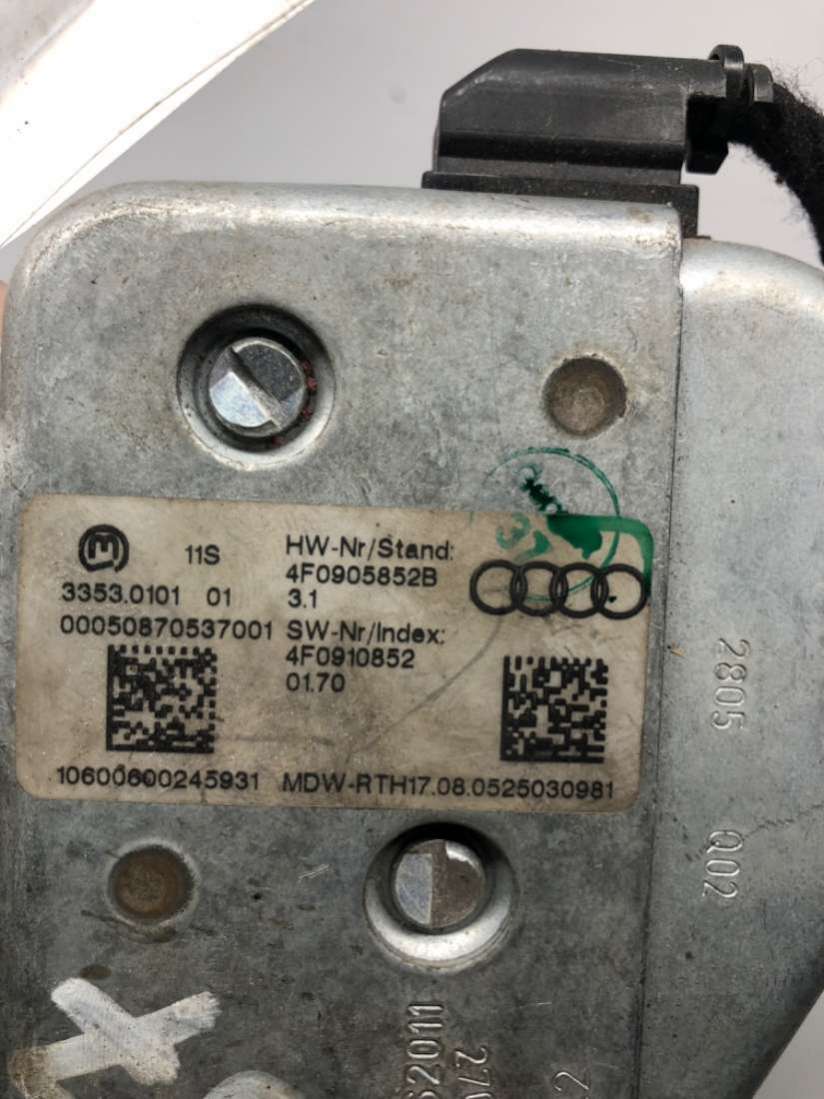 M
11S
HW-Nr/Stand:
3353.0101 01
4F0905852B
3.1
00050870537001
SW-Nr/Index:
4F0910852
01.70
10600600245931 MDW-RTH17.08.0525030981
2805 Q02
62011